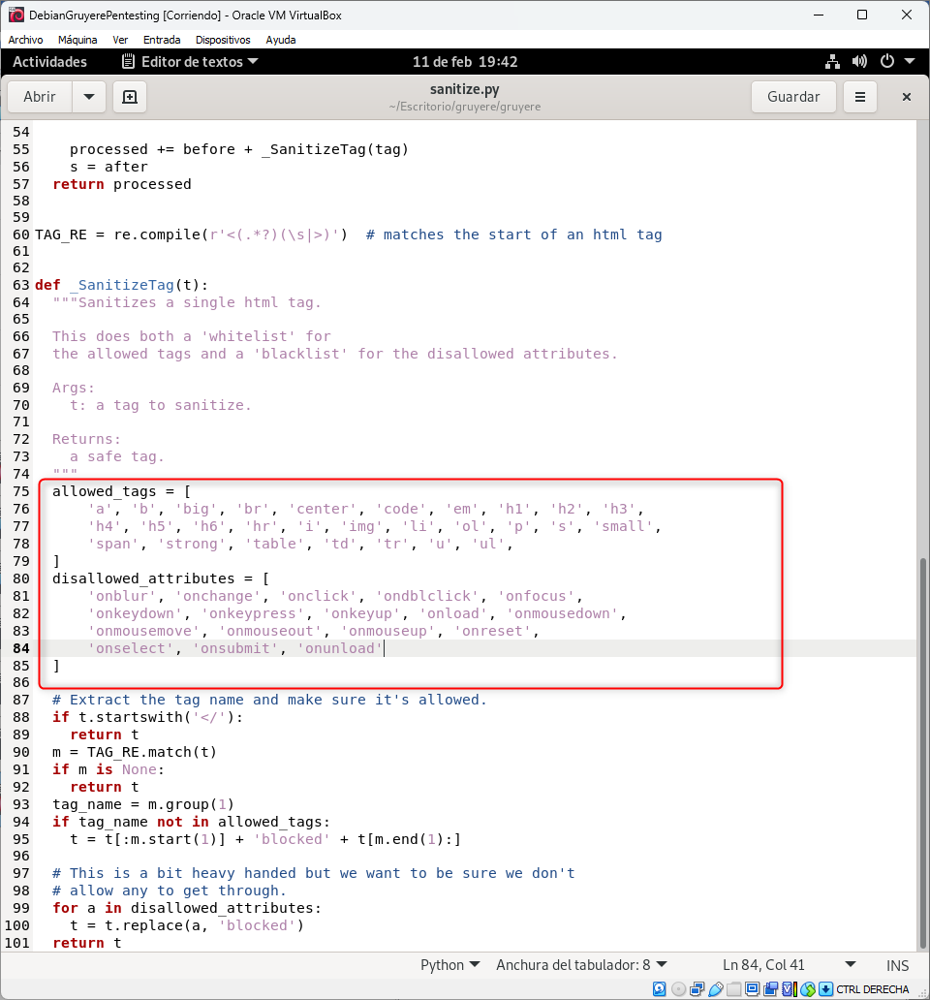 DebianGruyerePentesting [Corriendo] - Oracle VM VirtualBox
Archivo Máquina Ver Entrada Dispositivos Ayuda
Actividades Editor de textos 11 de feb 19:42
Abrir sanitize.py Guardar
~/Escritorio/gruyere/gruyere
54
55     processed += before + _SanitizeTag(tag)
56     s = after
57   return processed
58
59
60 TAG_RE = re.compile(r'<(.*?)(\s|>)')  # matches the start of an html tag
61
62
63 def _SanitizeTag(t):
64   """Sanitizes a single html tag.
65
66   This does both a 'whitelist' for
67   the allowed tags and a 'blacklist' for the disallowed attributes.
68
69   Args:
70     t: a tag to sanitize.
71
72   Returns:
73     a safe tag.
74   """
75   allowed_tags = [
76       'a', 'b', 'big', 'br', 'center', 'code', 'em', 'h1', 'h2', 'h3',
77       'h4', 'h5', 'h6', 'hr', 'i', 'img', 'li', 'ol', 'p', 's', 'small',
78       'span', 'strong', 'table', 'td', 'tr', 'u', 'ul',
79   ]
80   disallowed_attributes = [
81       'onblur', 'onchange', 'onclick', 'ondblclick', 'onfocus',
82       'onkeydown', 'onkeypress', 'onkeyup', 'onload', 'onmousedown',
83       'onmousemove', 'onmouseout', 'onmouseup', 'onreset',
84       'onselect', 'onsubmit', 'onunload'
85   ]
86
87   # Extract the tag name and make sure it's allowed.
88   if t.startswith('</'):
89     return t
90   m = TAG_RE.match(t)
91   if m is None:
92     return t
93   tag_name = m.group(1)
94   if tag_name not in allowed_tags:
95     t = t[:m.start(1)] + 'blocked' + t[m.end(1):]
96
97   # This is a bit heavy handed but we want to be sure we don't
98   # allow any to get through.
99   for a in disallowed_attributes:
100     t = t.replace(a, 'blocked')
101   return t
Python Anchura del tabulador: 8 Ln 84, Col 41 INS
CTRL DERECHA